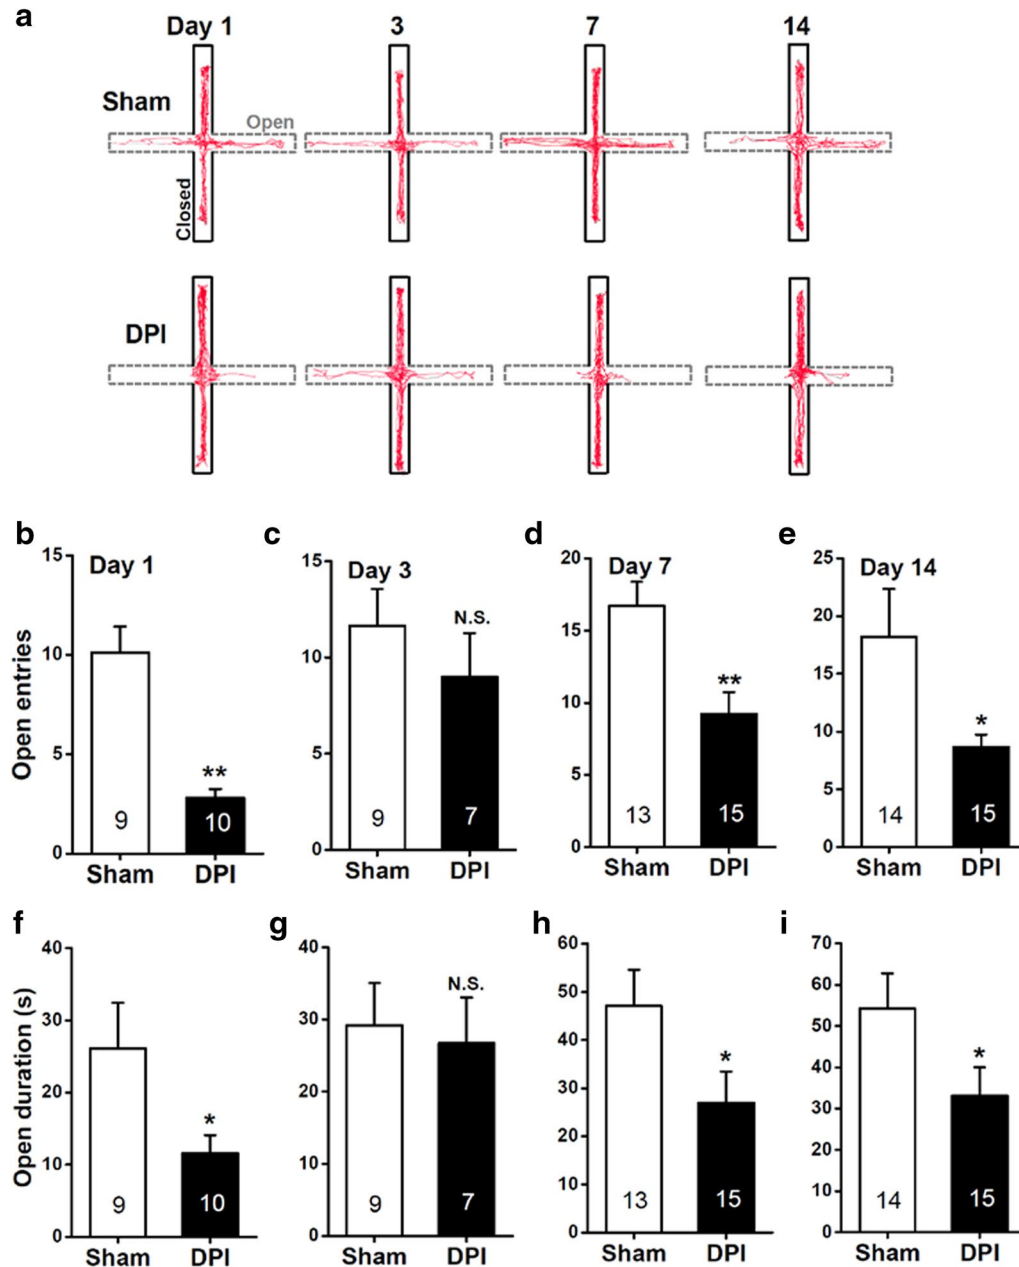 a
Day 1 3 7 14
Sham
Open
Closed
DPI
b c d e
Day 1
Day 3
Day 7
Day 14
Open entries
15
10
5
0
**
9
10
Sham DPI
15
10
5
0
N.S.
9
7
Sham DPI
20
15
10
5
0
**
13
15
Sham DPI
25
20
15
10
5
0
*
14
15
Sham DPI
f g h i
Open duration (s)
40
30
20
10
0
*
9
10
Sham DPI
40
30
20
10
0
N.S.
9
7
Sham DPI
60
50
40
30
20
10
0
*
13
15
Sham DPI
70
60
50
40
30
20
10
0
*
14
15
Sham DPI